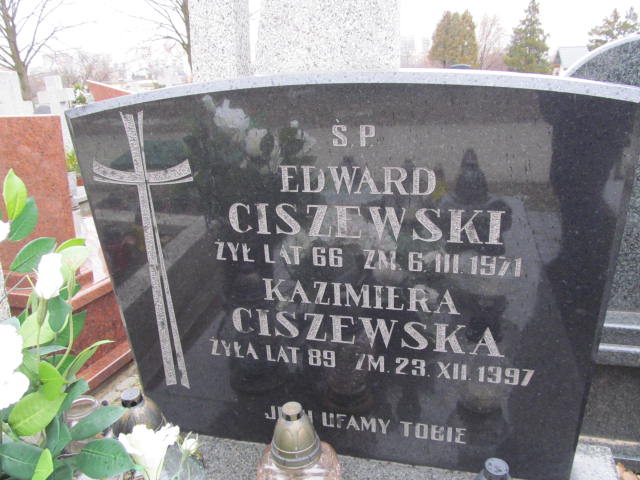 Ś.P.
EDWARD
CISZEWSKI
ŻYŁ LAT 66 ZM. 6.III.1971
KAZIMIERA
CISZEWSKA
ŻYŁA LAT 89 ZM. 23.XII.1997
UFAMY TOBIE